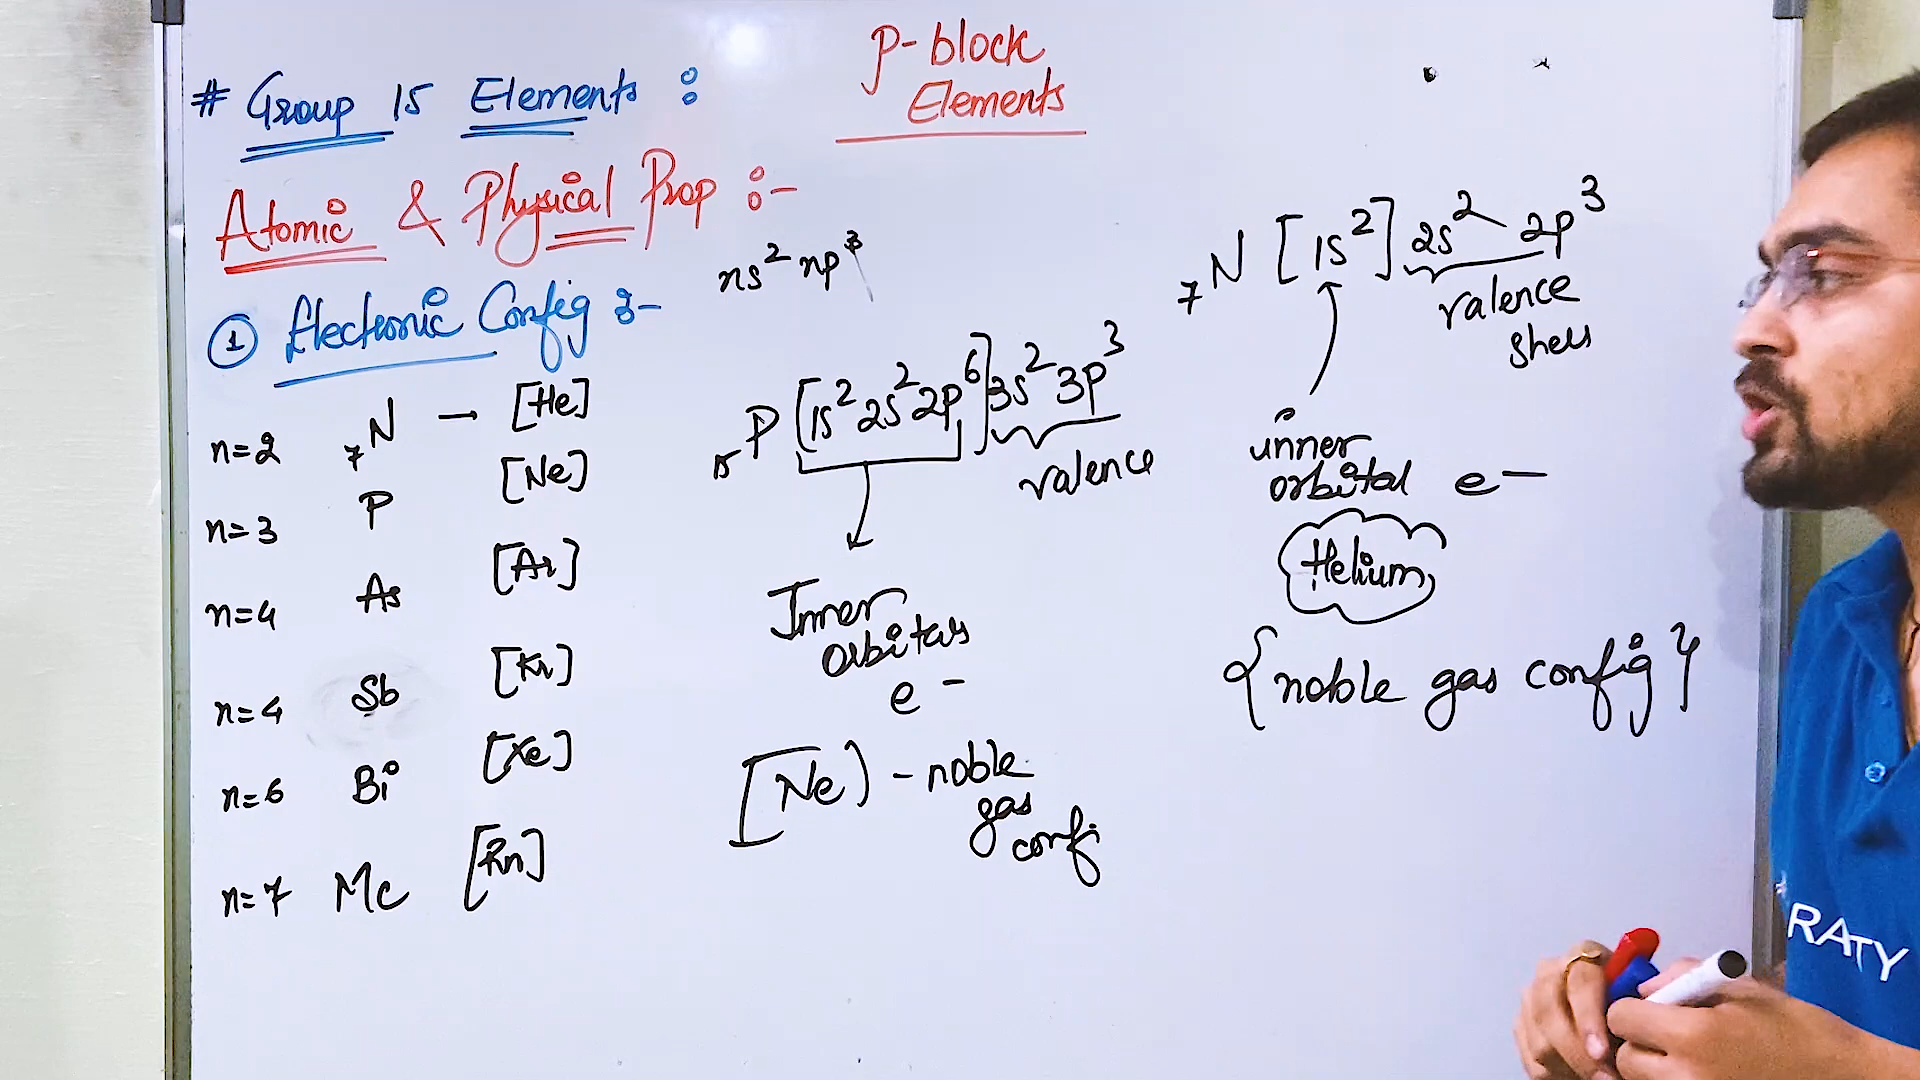 p-block
Elements
# Group 15 Elements :
Atomic & Physical Prop :-
① Electronic Config :-
ns² np³
n=2 ₇N — [He]
n=3 P [Ne]
n=4 As [Ar]
n=4 Sb [Kr]
n=6 Bi [Xe]
n=7 Mc [Rn]
₁₅P [1s² 2s² 2p⁶] 3s² 3p³
valence
Inner
orbitals
e⁻
[Ne) - noble
gas
confi
₇N [1s²] 2s² 2p³
valence
shell
inner
orbital e⁻
Helium
{noble gas config}
RATY